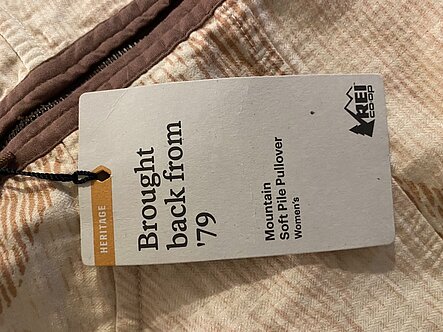 HERITAGE
Brought
back from
'79
Mountain
Soft Pile Pullover
Women's
REI
CO·OP